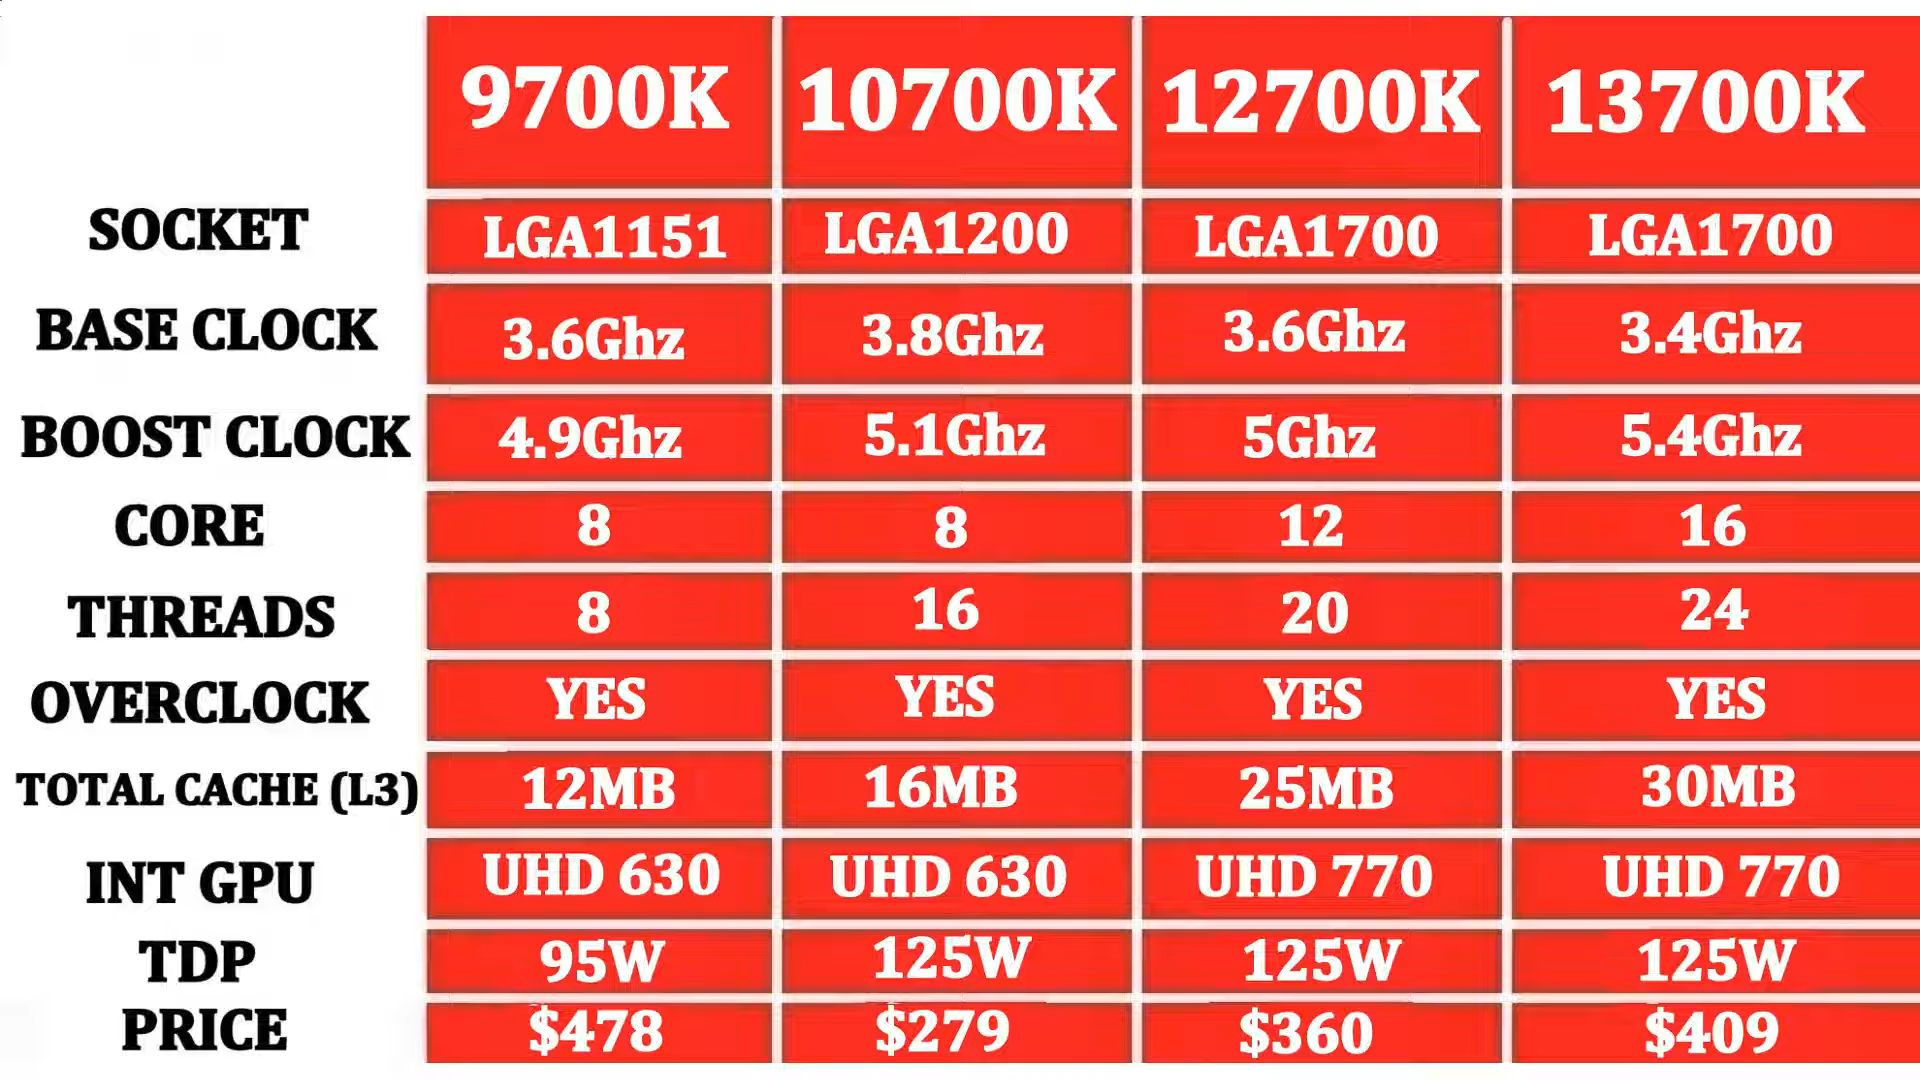 9700K 10700K 12700K 13700K
SOCKET LGA1151 LGA1200 LGA1700 LGA1700
BASE CLOCK 3.6Ghz 3.8Ghz 3.6Ghz 3.4Ghz
BOOST CLOCK 4.9Ghz 5.1Ghz 5Ghz 5.4Ghz
CORE 8 8 12 16
THREADS 8 16 20 24
OVERCLOCK YES YES YES YES
TOTAL CACHE (L3) 12MB 16MB 25MB 30MB
INT GPU UHD 630 UHD 630 UHD 770 UHD 770
TDP 95W 125W 125W 125W
PRICE $478 $279 $360 $409